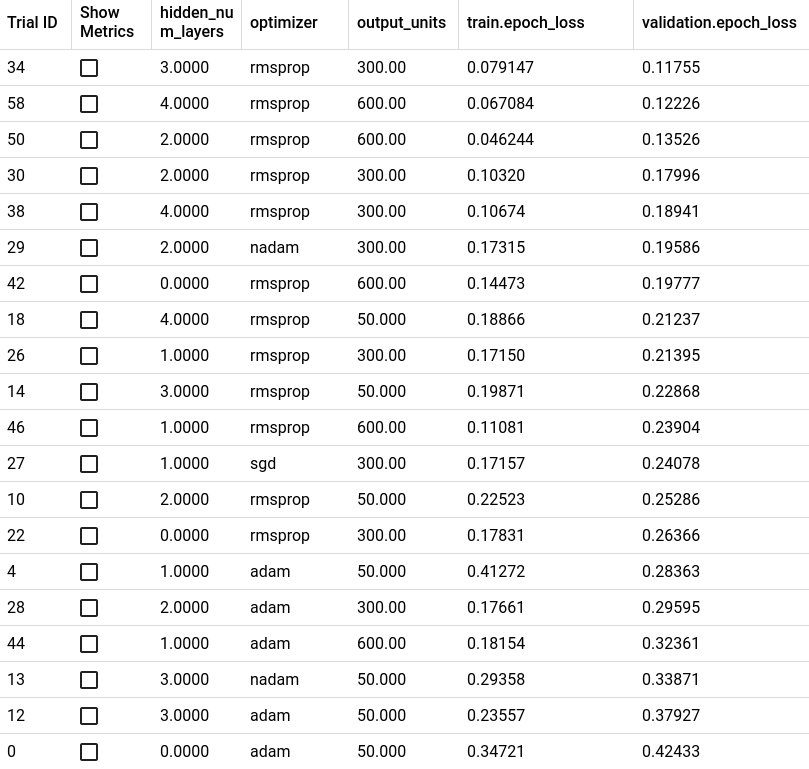 Trial ID Show Metrics hidden_nu m_layers optimizer output_units train.epoch_loss validation.epoch_loss
34 3.0000 rmsprop 300.00 0.079147 0.11755
58 4.0000 rmsprop 600.00 0.067084 0.12226
50 2.0000 rmsprop 600.00 0.046244 0.13526
30 2.0000 rmsprop 300.00 0.10320 0.17996
38 4.0000 rmsprop 300.00 0.10674 0.18941
29 2.0000 nadam 300.00 0.17315 0.19586
42 0.0000 rmsprop 600.00 0.14473 0.19777
18 4.0000 rmsprop 50.000 0.18866 0.21237
26 1.0000 rmsprop 300.00 0.17150 0.21395
14 3.0000 rmsprop 50.000 0.19871 0.22868
46 1.0000 rmsprop 600.00 0.11081 0.23904
27 1.0000 sgd 300.00 0.17157 0.24078
10 2.0000 rmsprop 50.000 0.22523 0.25286
22 0.0000 rmsprop 300.00 0.17831 0.26366
4 1.0000 adam 50.000 0.41272 0.28363
28 2.0000 adam 300.00 0.17661 0.29595
44 1.0000 adam 600.00 0.18154 0.32361
13 3.0000 nadam 50.000 0.29358 0.33871
12 3.0000 adam 50.000 0.23557 0.37927
0 0.0000 adam 50.000 0.34721 0.42433